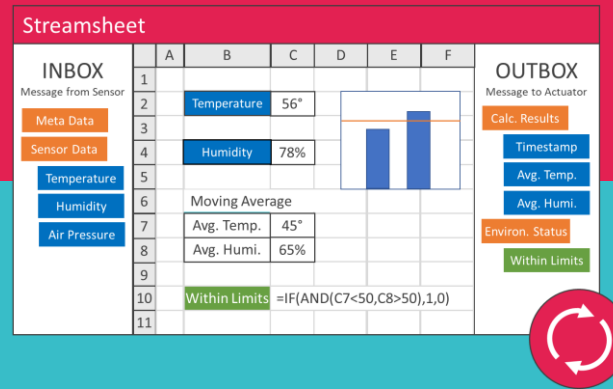 Streamsheet
INBOX
Message from Sensor
Meta Data
Sensor Data
Temperature
Humidity
Air Pressure
A B C D E F
1
2 Temperature 56°
3
4 Humidity 78%
5
6 Moving Average
7 Avg. Temp. 45°
8 Avg. Humi. 65%
9
10 Within Limits =IF(AND(C7<50,C8>50),1,0)
11
OUTBOX
Message to Actuator
Calc. Results
Timestamp
Avg. Temp.
Avg. Humi.
Environ. Status
Within Limits